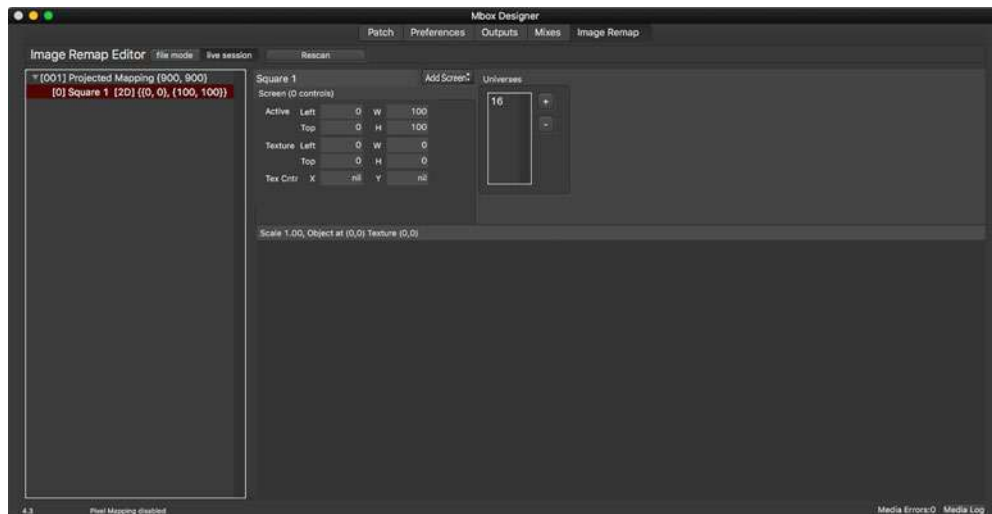 Mbox Designer
Patch Preferences Outputs Mixes Image Remap
Image Remap Editor file mode live session Rescan
[001] Projected Mapping {900, 900}
[0] Square 1 [2D] {{0, 0}, {100, 100}}
Square 1 Add Screen
Screen (0 controls)
Active Left 0 W 100
Top 0 H 100
Texture Left 0 W 0
Top 0 H 0
Tex Cntr X nil Y nil
Universes
16
+
-
Scale 1.00, Object at (0,0) Texture (0,0)
4.3 Pixel Mapping disabled Media Errors:0 Media Log